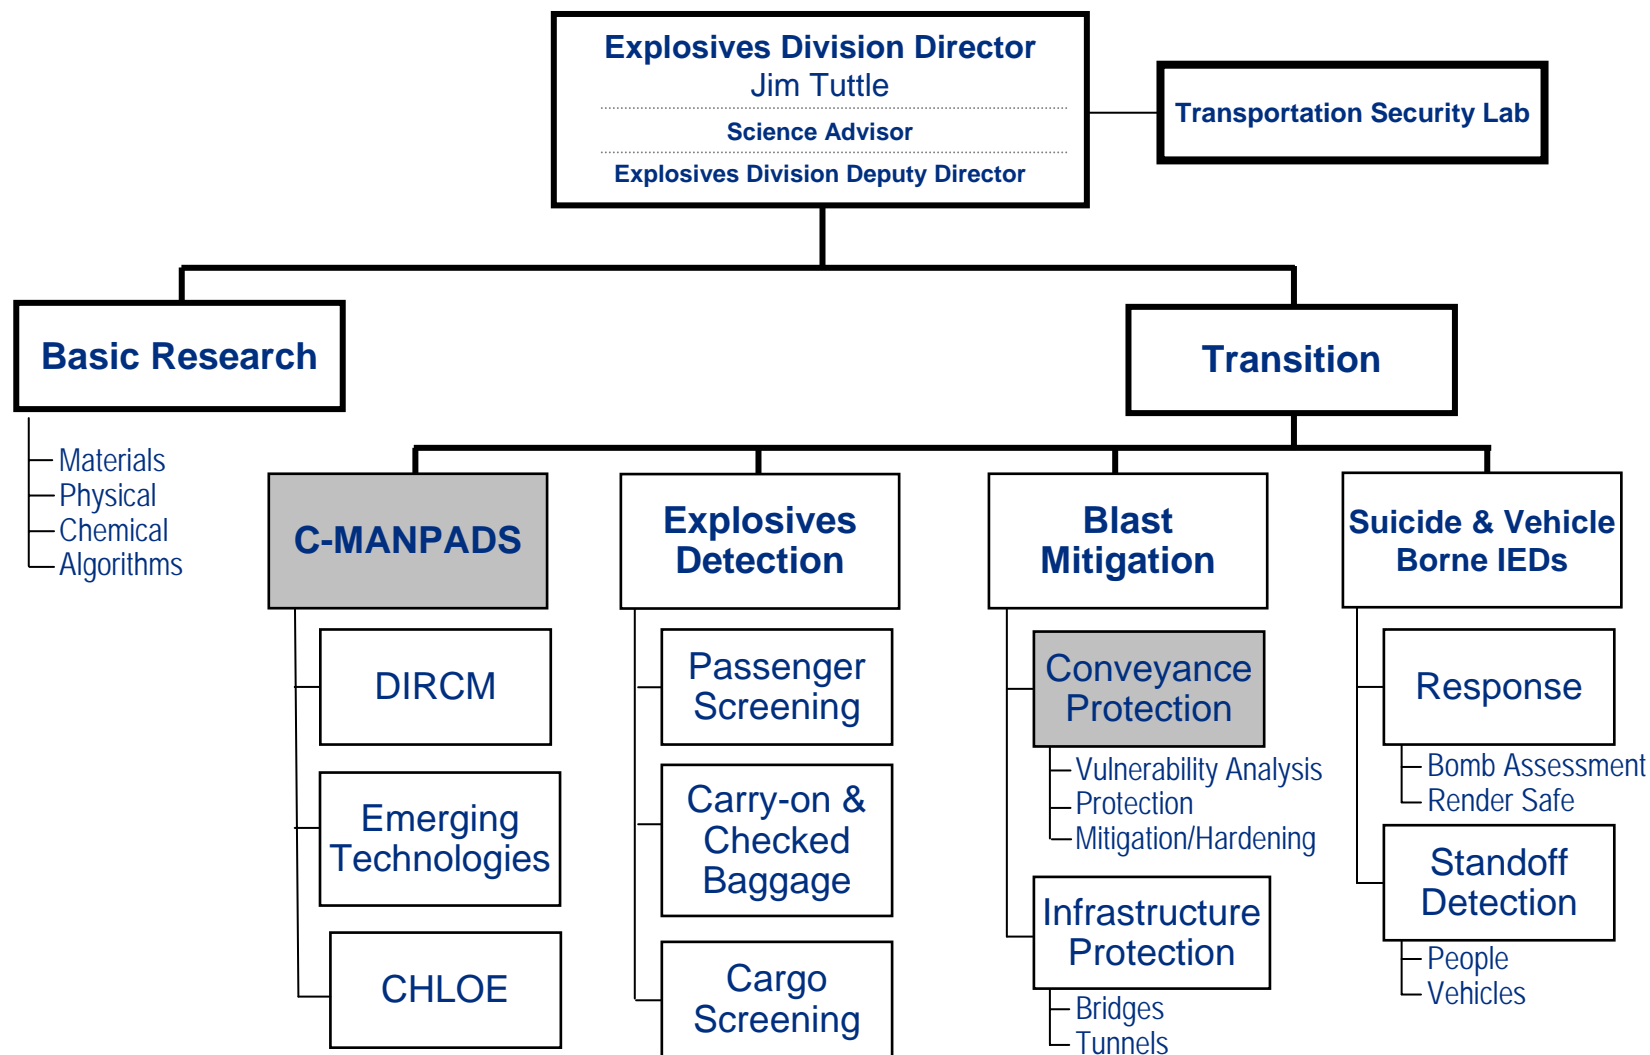 Explosives Division Director
Jim Tuttle
Science Advisor
Explosives Division Deputy Director
Transportation Security Lab
Basic Research
Materials
Physical
Chemical
Algorithms
Transition
C-MANPADS
DIRCM
Emerging
Technologies
CHLOE
Explosives
Detection
Passenger
Screening
Carry-on &
Checked
Baggage
Cargo
Screening
Blast
Mitigation
Conveyance
Protection
Vulnerability Analysis
Protection
Mitigation/Hardening
Infrastructure
Protection
Bridges
Tunnels
Suicide & Vehicle
Borne IEDs
Response
Bomb Assessment
Render Safe
Standoff
Detection
People
Vehicles